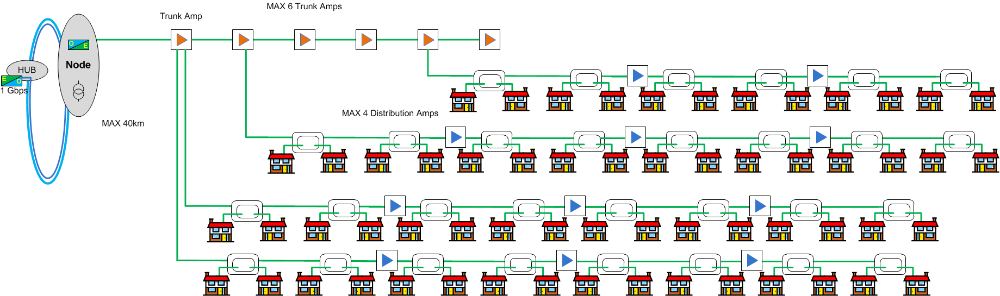 MAX 6 Trunk Amps
Trunk Amp
O
E
Node
HUB
E
O
1 Gbps
MAX 40km
MAX 4 Distribution Amps